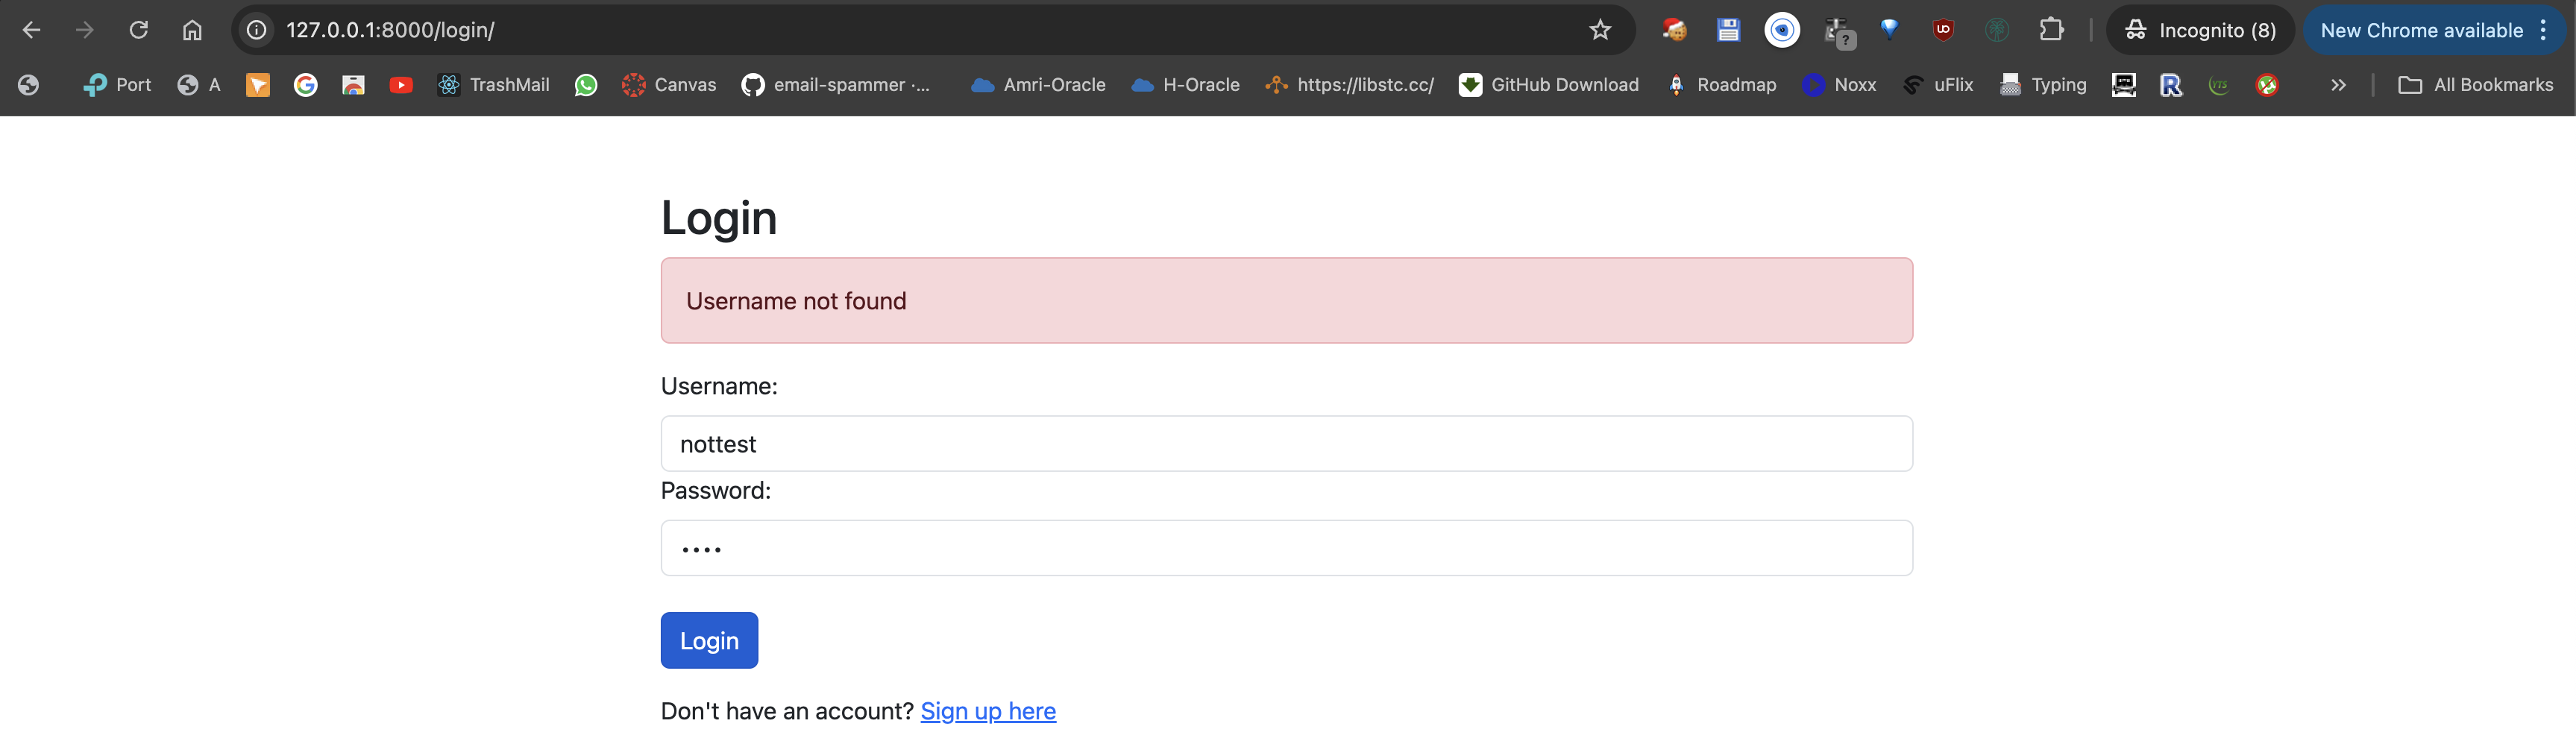 127.0.0.1:8000/login/
?
Incognito (8)
New Chrome available
Port
A
TrashMail
Canvas
email-spammer ·...
Amri-Oracle
H-Oracle
https://libstc.cc/
GitHub Download
Roadmap
Noxx
uFlix
Typing
R
YTS
All Bookmarks
Login
Username not found
Username:
nottest
Password:
Login
Don't have an account? Sign up here